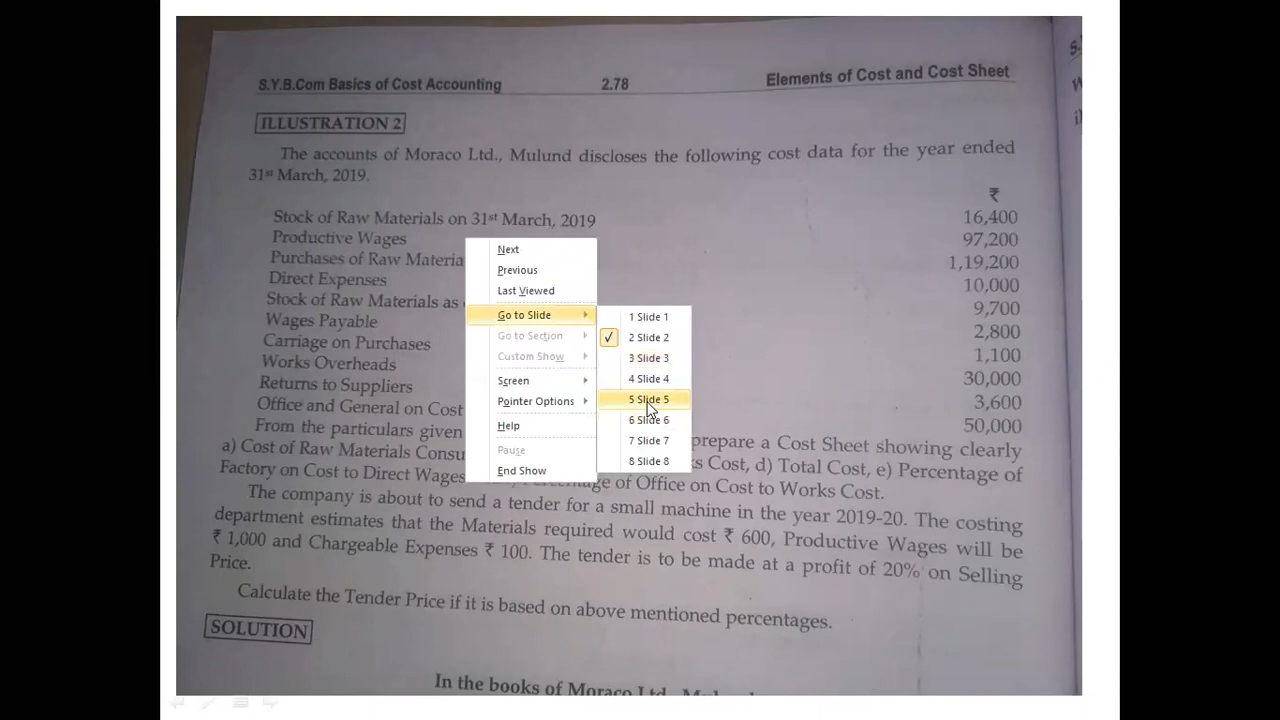 S.Y.B.Com Basics of Cost Accounting 2.78 Elements of Cost and Cost Sheet
ILLUSTRATION 2
The accounts of Moraco Ltd., Mulund discloses the following cost data for the year ended
31st March, 2019.
₹
Stock of Raw Materials on 31st March, 2019 16,400
Productive Wages 97,200
Purchases of Raw Materia 1,19,200
Direct Expenses 10,000
Stock of Raw Materials as 9,700
Wages Payable 2,800
Carriage on Purchases 1,100
Works Overheads 30,000
Returns to Suppliers 3,600
Office and General on Cost 50,000
From the particulars given prepare a Cost Sheet showing clearly
a) Cost of Raw Materials Consu s Cost, d) Total Cost, e) Percentage of
Factory on Cost to Direct Wages of Office on Cost to Works Cost.
The company is about to send a tender for a small machine in the year 2019-20. The costing
department estimates that the Materials required would cost ₹ 600, Productive Wages will be
₹ 1,000 and Chargeable Expenses ₹ 100. The tender is to be made at a profit of 20% on Selling
Price.
Calculate the Tender Price if it is based on above mentioned percentages.
SOLUTION
In the books of Moraco Ltd.
Next
Previous
Last Viewed
Go to Slide
Go to Section
Custom Show
Screen
Pointer Options
Help
Pause
End Show
1 Slide 1
2 Slide 2
3 Slide 3
4 Slide 4
5 Slide 5
6 Slide 6
7 Slide 7
8 Slide 8